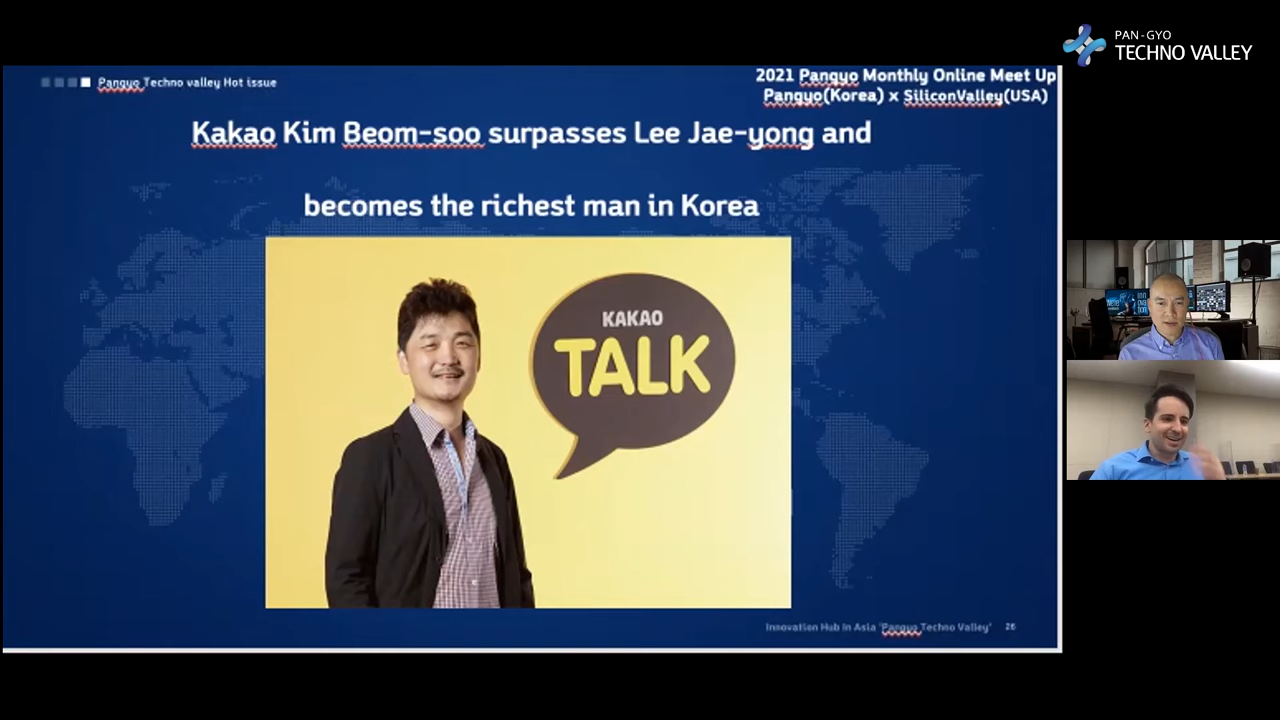 PAN-GYO
TECHNO VALLEY
Pangyo Techno valley Hot issue
2021 Pangyo Monthly Online Meet Up
Pangyo(Korea) x SiliconValley(USA)
Kakao Kim Beom-soo surpasses Lee Jae-yong and
becomes the richest man in Korea
KAKAO
TALK
Innovation Hub in Asia 'Pangyo Techno Valley' 26